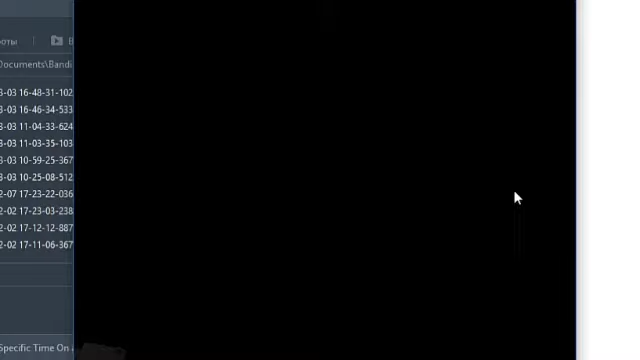 оты
В
Documents\Bandi
3-03 16-48-31-102
3-03 16-46-34-533
3-03 11-04-33-624
3-03 11-03-35-103
3-03 10-59-25-367
3-03 10-25-08-512
2-07 17-23-22-036
2-02 17-23-03-238
2-02 17-12-12-887
2-02 17-11-06-367
Specific Time On a